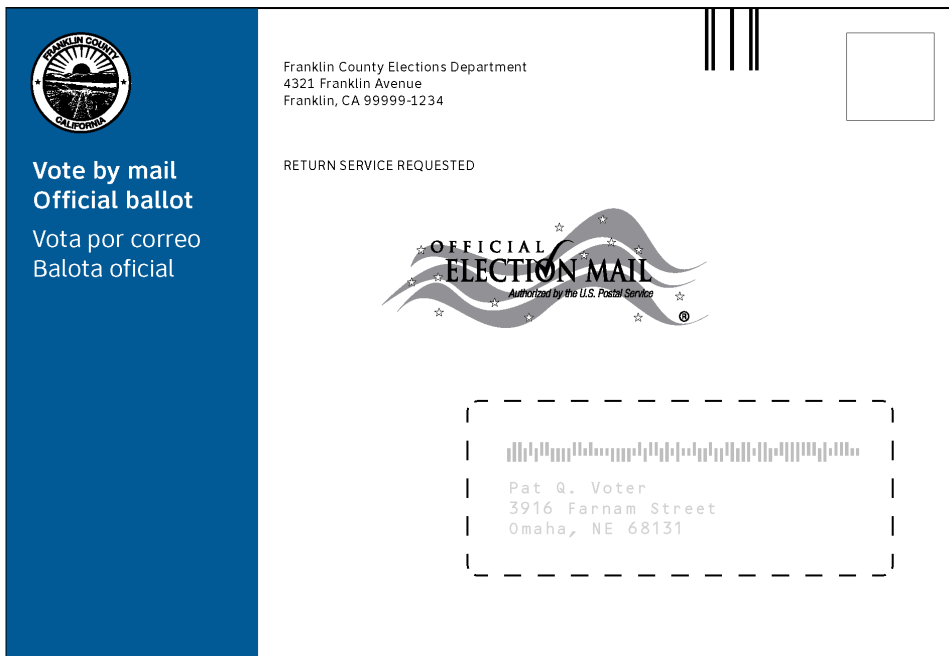 FRANKLIN COUNTY
CALIFORNIA
Vote by mail
Official ballot
Vota por correo
Balota oficial
Franklin County Elections Department
4321 Franklin Avenue
Franklin, CA 99999-1234
RETURN SERVICE REQUESTED
OFFICIAL
ELECTION MAIL
Authorized by the U.S. Postal Service
®
Pat Q. Voter
3916 Farnam Street
Omaha, NE 68131